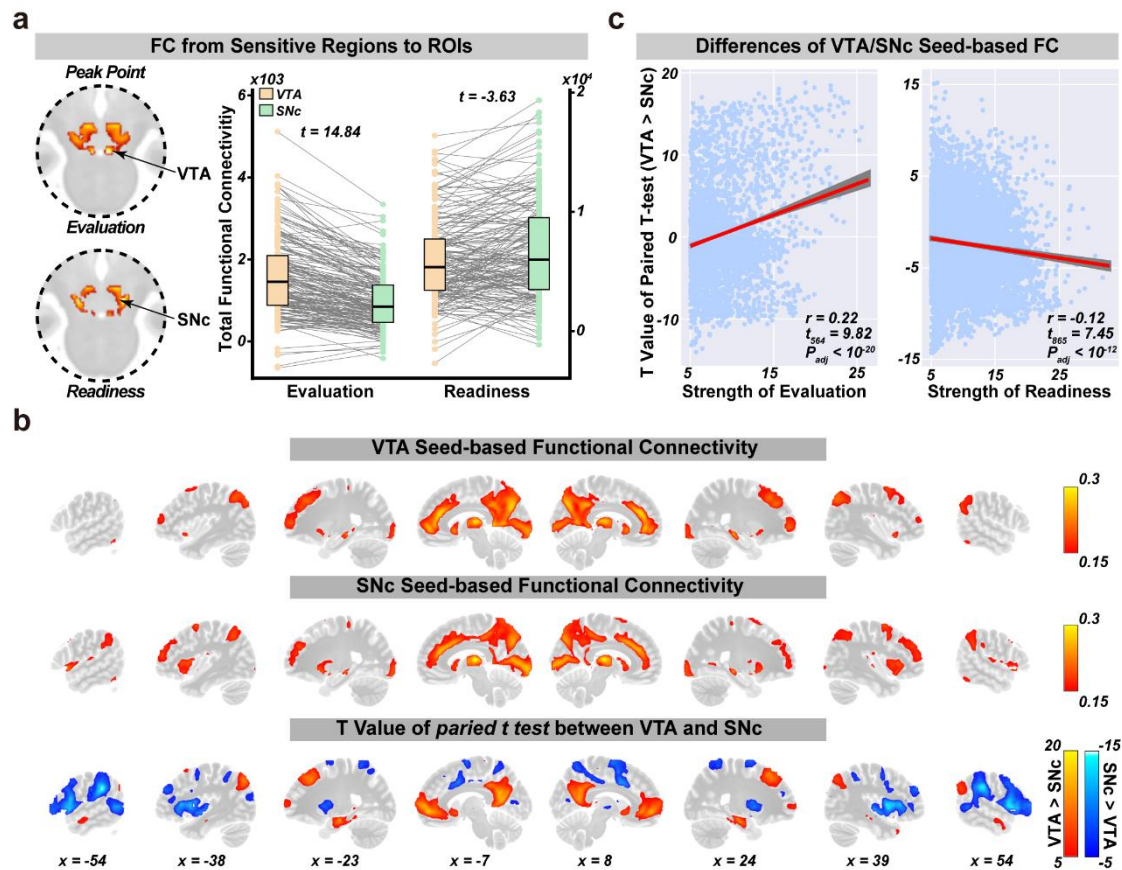 a
FC from Sensitive Regions to ROIs
Peak Point
VTA
Evaluation
SNc
Readiness
x103
VTA
SNc
t = 14.84
t = -3.63
Total Functional Connectivitiy
6
4
2
0
2
x10⁴
1
x10⁴
0
x10⁴
Evaluation
Readiness
c
Differences of VTA/SNc Seed-based FC
T Value of Paired T-test (VTA > SNc)
20
10
0
-10
5
15
25
r = 0.22
t564 = 9.82
Padj < 10⁻²⁰
Strength of Evaluation
15
5
-5
-15
5
15
25
r = -0.12
t865 = 7.45
Padj < 10⁻¹²
Strength of Readiness
b
VTA Seed-based Functional Connectivity
0.3
0.15
SNc Seed-based Functional Connectivity
0.3
0.15
T Value of paried t test between VTA and SNc
20
VTA > SNc
5
-15
SNc > VTA
-5
x = -54
x = -38
x = -23
x = -7
x = 8
x = 24
x = 39
x = 54